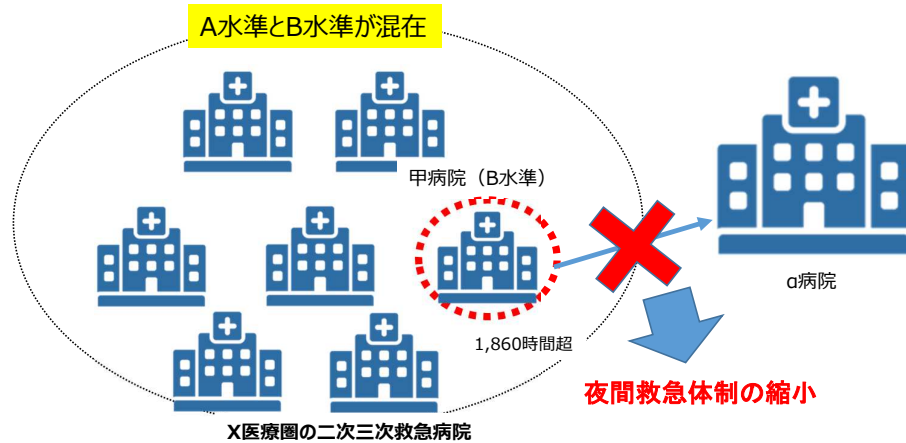 A水準とB水準が混在
甲病院（B水準）
α病院
1,860時間超
夜間救急体制の縮小
X医療圏の二次三次救急病院